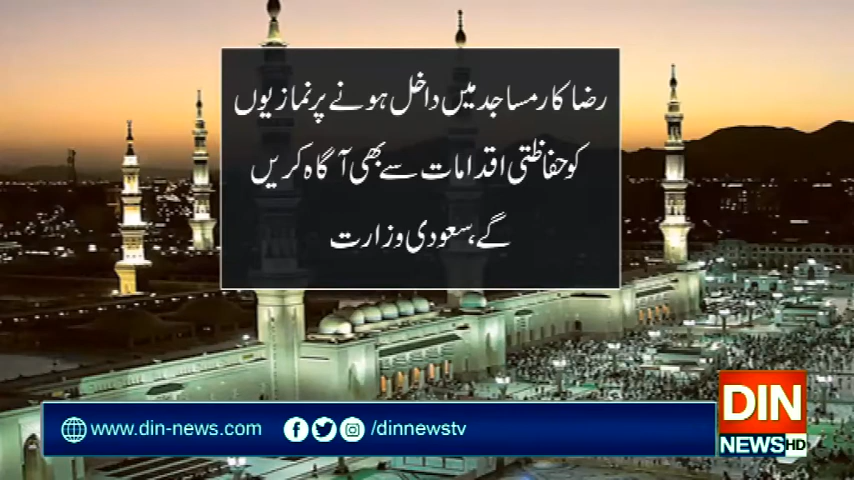 رضا کار مساجد میں داخل ہونے پر نمازیوں
کو حفاظتی اقدامات سے بھی آگاہ کریں
گے، سعودی وزارت
www.din-news.com
/dinnewstv
DIN
NEWS HD